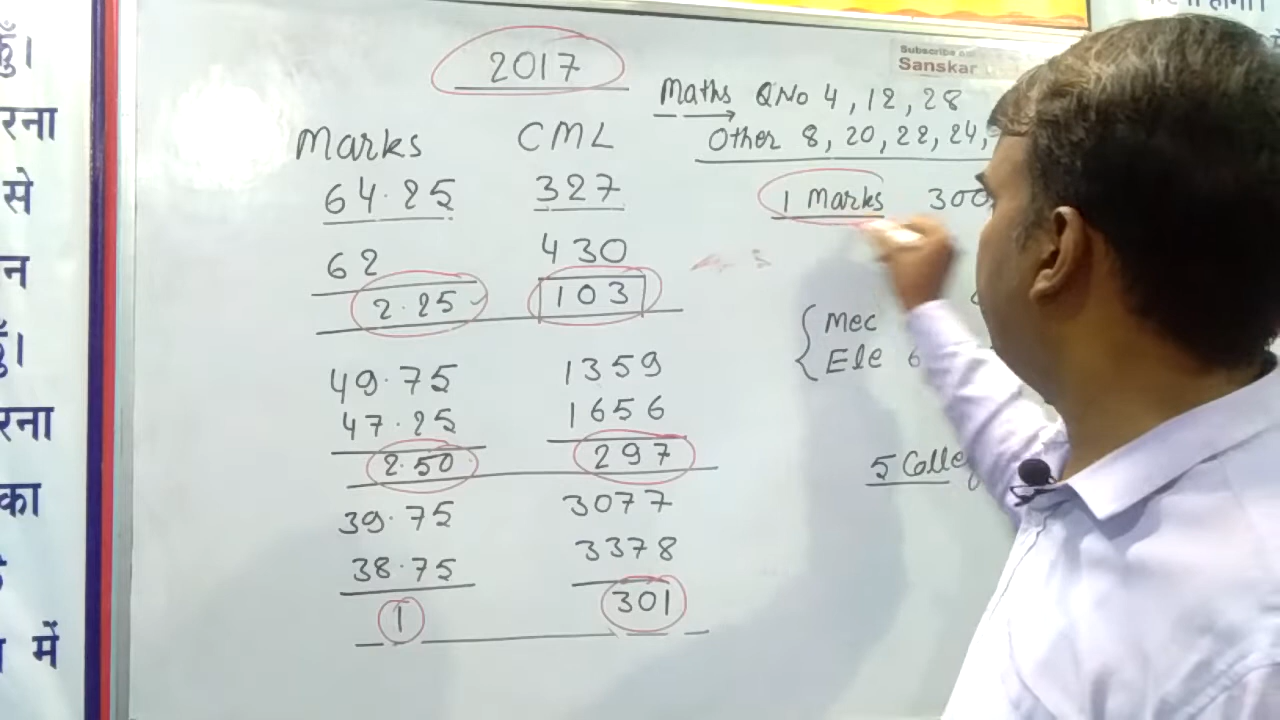 2017
Subscribe
Sanskar
Maths → QNo 4, 12, 28
Other 8, 20, 22, 24,
Marks CML
64.25 327
62 430
2.25 103
49.75 1359
47.25 1656
2.50 297
39.75 3077
38.75 3378
1 301
1 Marks 300
Mec
Ele 6
5 Colle
रना
से
न
रना
का
में